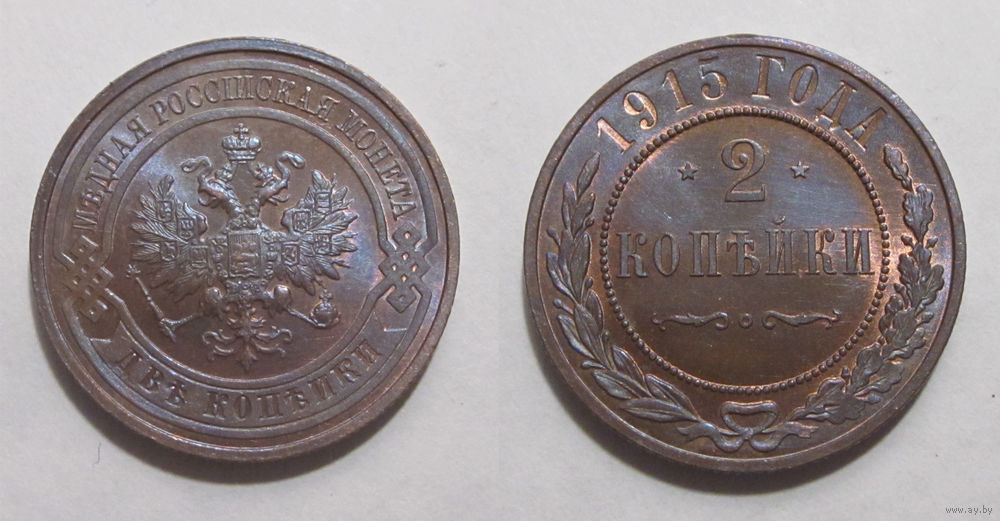 МѢДНАЯ РОССІЙСКАЯ МОНЕТА
ДВѢ КОПѢЙКИ
1915 ГОДА
2
КОПѢЙКИ
www.ay.by